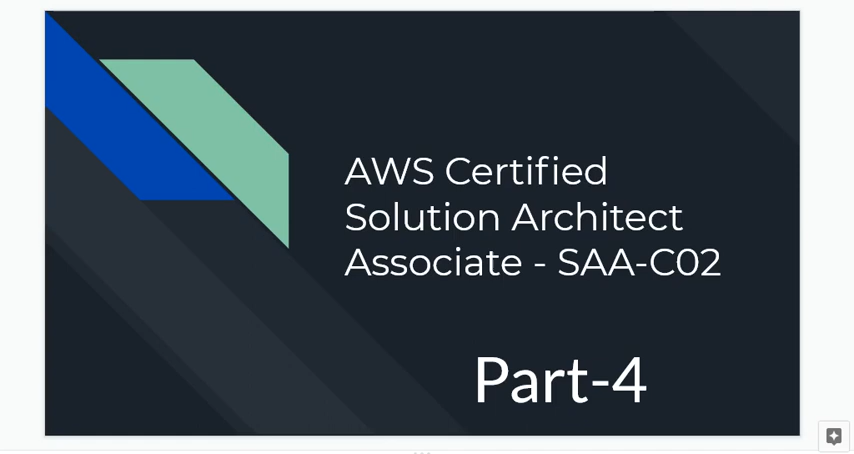 AWS Certified
Solution Architect
Associate - SAA-C02
Part-4